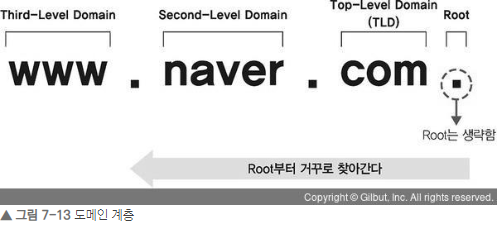 Third-Level Domain Second-Level Domain Top-Level Domain (TLD) Root
www . naver . com .
Root는 생략함
Root부터 거꾸로 찾아간다
Copyright © Gilbut, Inc. All rights reserved.
▲ 그림 7-13 도메인 계층